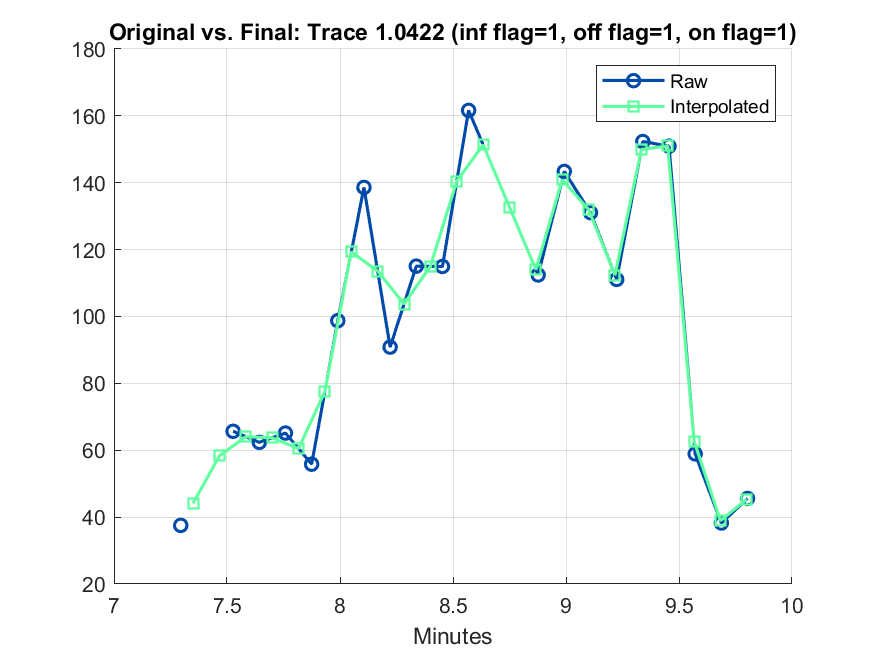 Original vs. Final: Trace 1.0422 (inf flag=1, off flag=1, on flag=1)
180
160
140
120
100
80
60
40
20
Raw
Interpolated
7 7.5 8 8.5 9 9.5 10
Minutes